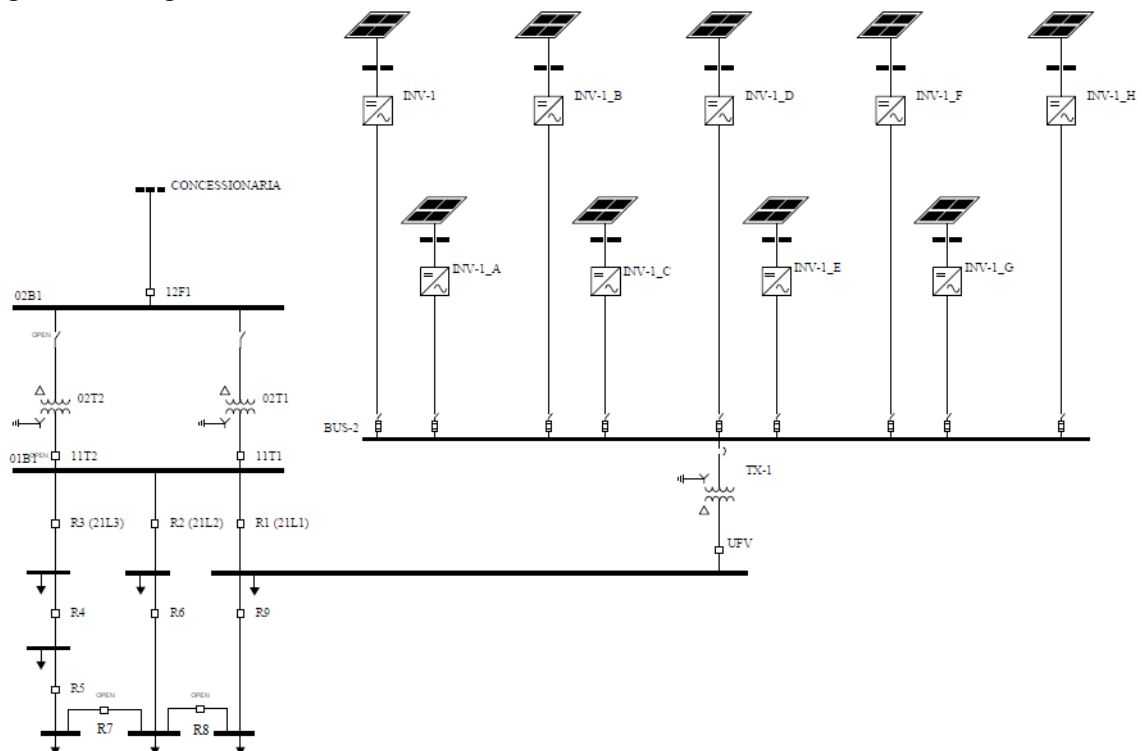 INV-1
INV-1_B
INV-1_D
INV-1_F
INV-1_H
CONCESSIONARIA
INV-1_A
INV-1_C
INV-1_E
INV-1_G
02B1
12F1
OPEN
02T2
02T1
BUS-2
01B1
OPEN
11T2
11T1
TX-1
R3 (21L3)
R2 (21L2)
R1 (21L1)
UFV
R4
R6
R9
R5
OPEN
OPEN
R7
R8